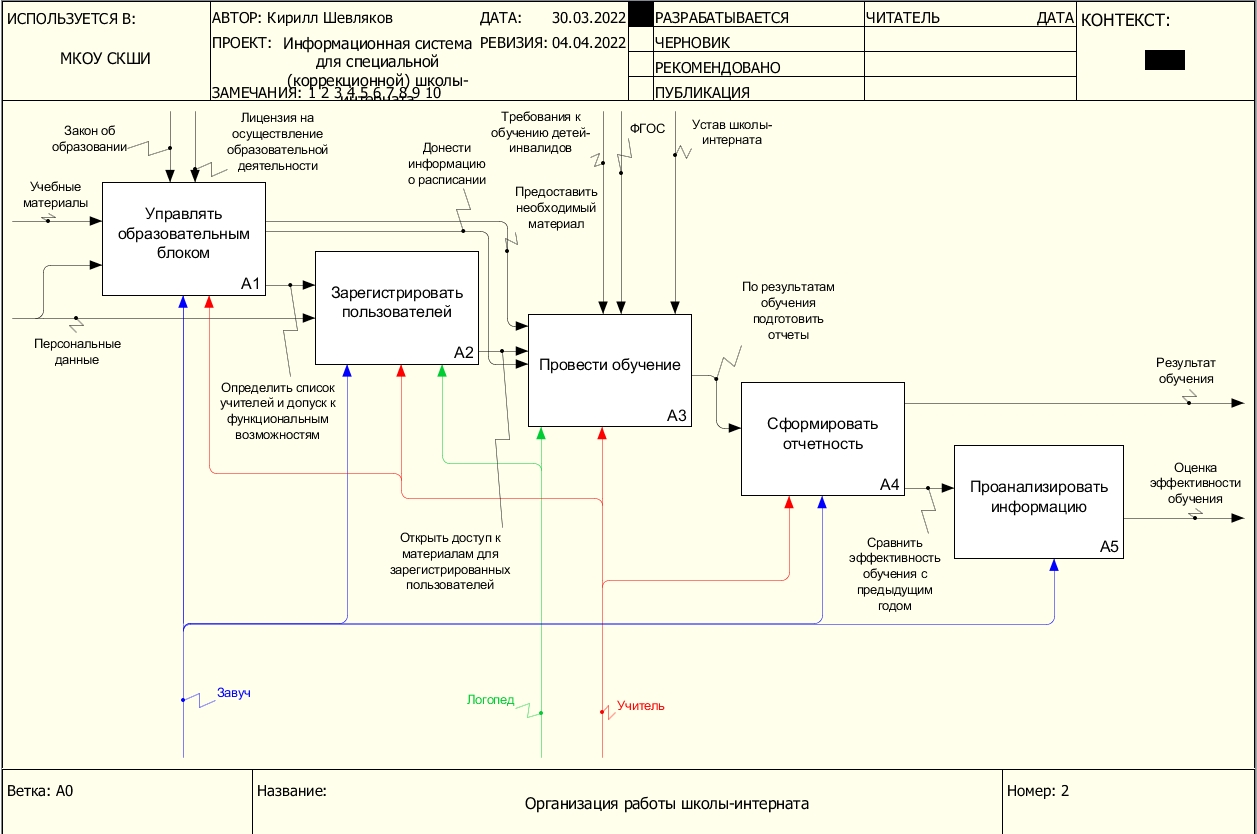 ИСПОЛЬЗУЕТСЯ В:
МКОУ СКШИ
АВТОР: Кирилл Шевляков
ДАТА: 30.03.2022
ПРОЕКТ: Информационная система
для специальной
(коррекционной) школы-
интерната
РЕВИЗИЯ: 04.04.2022
ЗАМЕЧАНИЯ: 1 2 3 4 5 6 7 8 9 10
РАЗРАБАТЫВАЕТСЯ
ЧЕРНОВИК
РЕКОМЕНДОВАНО
ПУБЛИКАЦИЯ
ЧИТАТЕЛЬ
ДАТА
КОНТЕКСТ:
Закон об
образовании
Лицензия на
осуществление
образовательной
деятельности
Донести
информацию
о расписании
Требования к
обучению детей-
инвалидов
ФГОС
Устав школы-
интерната
Учебные
материалы
Предоставить
необходимый
материал
Управлять
образовательным
блоком
A1
Зарегистрировать
пользователей
A2
Персональные
данные
По результатам
обучения
подготовить
отчеты
Провести обучение
A3
Определить список
учителей и допуск к
функциональным
возможностям
Результат
обучения
Сформировать
отчетность
A4
Оценка
эффективности
обучения
Проанализировать
информацию
A5
Открыть доступ к
материалам для
зарегистрированных
пользователей
Сравнить
эффективность
обучения с
предыдущим
годом
Завуч
Логопед
Учитель
Ветка: A0
Название:
Организация работы школы-интерната
Номер: 2